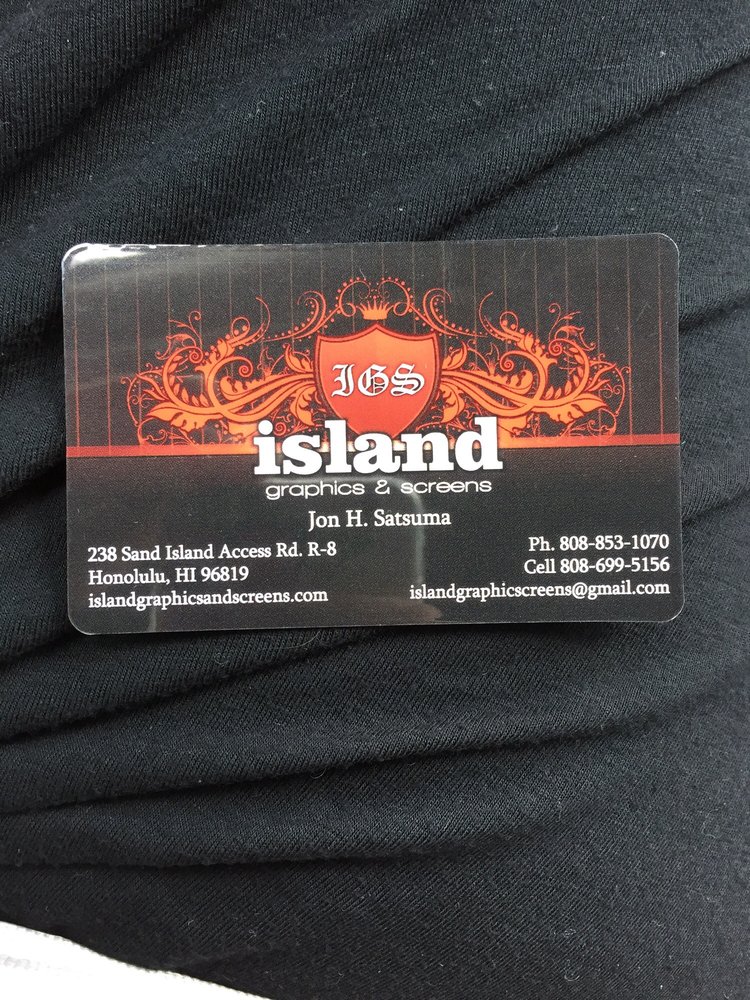 IGS
island
graphics & screens
Jon H. Satsuma
238 Sand Island Access Rd. R-8
Honolulu, HI 96819
islandgraphicsandscreens.com
Ph. 808-853-1070
Cell 808-699-5156
islandgraphicscreens@gmail.com